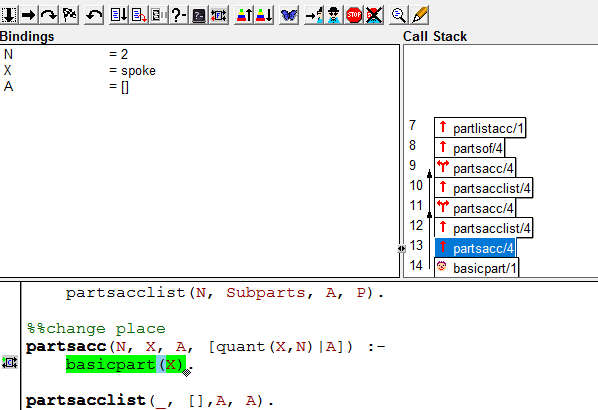 Bindings
Call Stack
N = 2
X = spoke
A = []
7 partlistacc/1
8 partsof/4
9 partsacc/4
10 partsacclist/4
11 partsacc/4
12 partsacclist/4
13 partsacc/4
14 basicpart/1
partsacclist(N, Subparts, A, P).
%%change place
partsacc(N, X, A, [quant(X,N)|A]) :-
basicpart(X).
partsacclist(_, [],A, A).